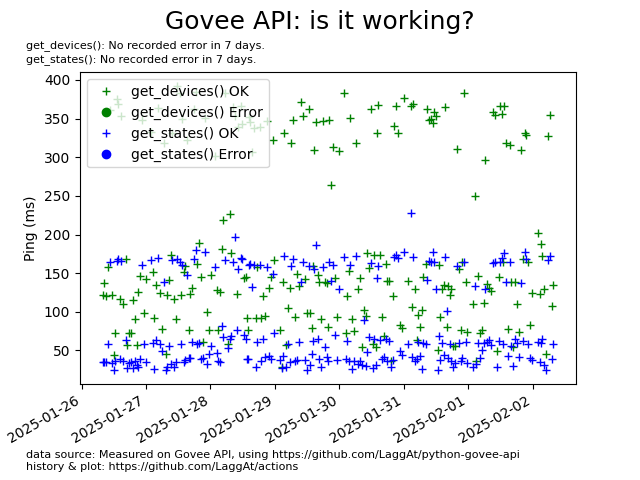 Govee API: is it working?
get_devices(): No recorded error in 7 days.
get_states(): No recorded error in 7 days.
400
350
300
250
200
150
100
50
Ping (ms)
get_devices() OK
get_devices() Error
get_states() OK
get_states() Error
2025-01-26
2025-01-27
2025-01-28
2025-01-29
2025-01-30
2025-01-31
2025-02-01
2025-02-02
data source: Measured on Govee API, using https://github.com/LaggAt/python-govee-api
history & plot: https://github.com/LaggAt/actions